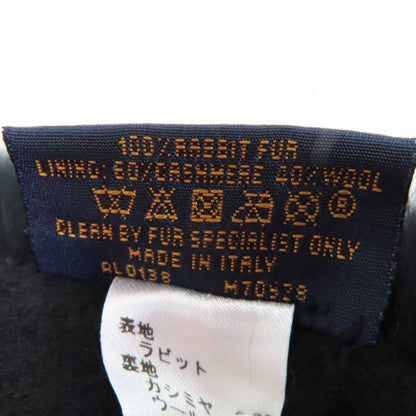 100% RABBIT FUR
LINING: 60% CASHMERE 40% WOOL
CLEAN BY FUR SPECIALIST ONLY
MADE IN ITALY
AL0138 M70528
表地
ラビット
裏地
カシミヤ
ウール